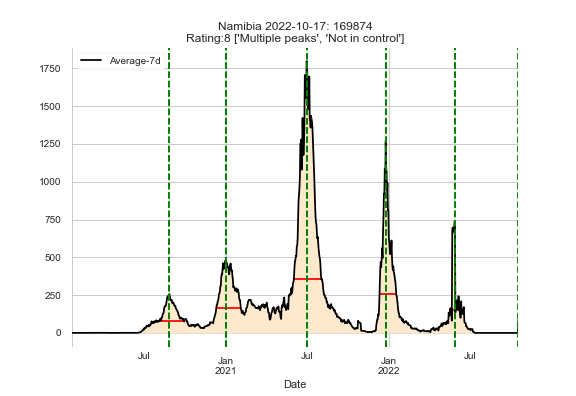 Namibia 2022-10-17: 169874
Rating:8 ['Multiple peaks', 'Not in control']
Average-7d
1750
1500
1250
1000
750
500
250
0
Jul
Jan
2021
Jul
Jan
2022
Jul
Date